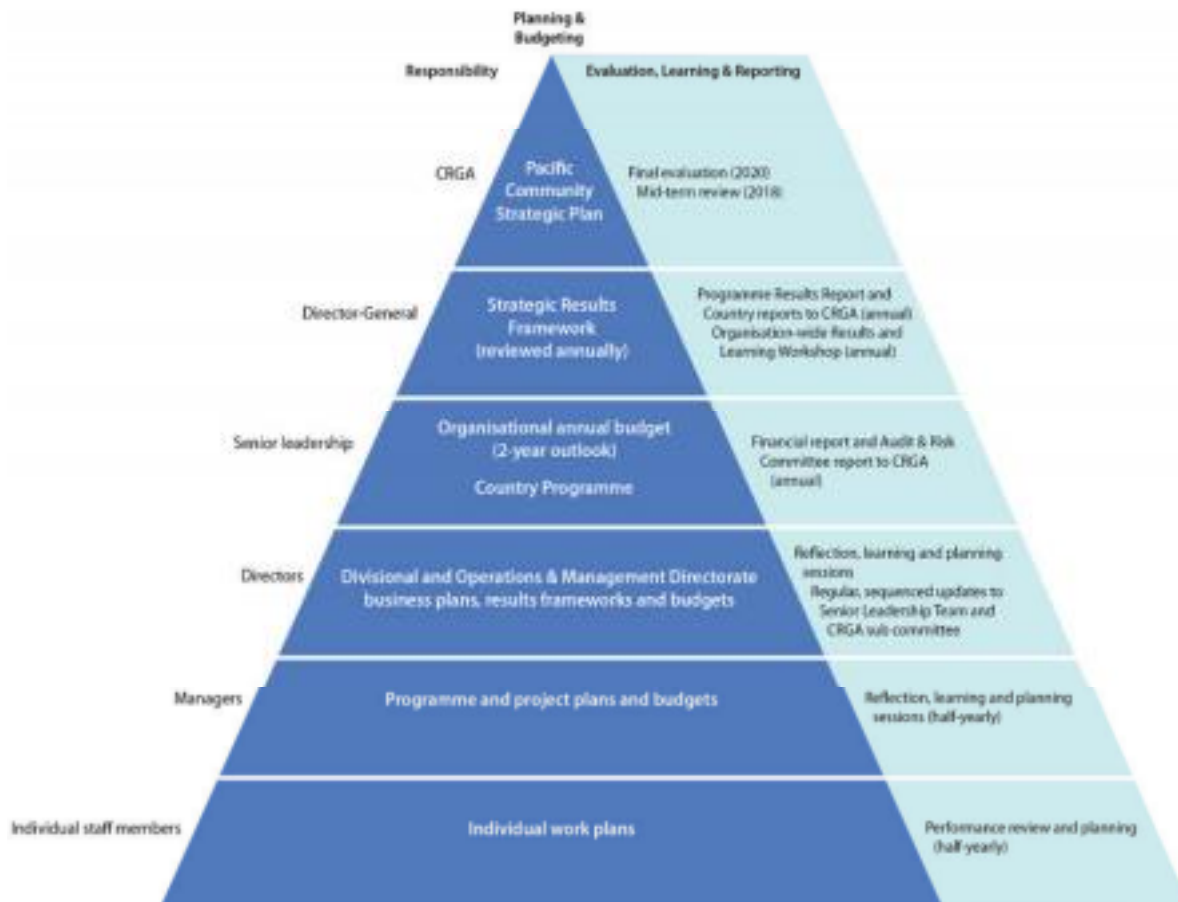 Planning &
Budgeting
Responsibility
Evaluation, Learning & Reporting
CRGA
Pacific
Community
Strategic Plan
Final evaluation (2020)
Mid-term review (2018)
Director-General
Strategic Results
Framework
(reviewed annually)
Programme Results Report and
Country reports to CRGA (annual)
Organisation-wide Results and
Learning Workshop (annual)
Senior leadership
Organisational annual budget
(2-year outlook)
Country Programme
Financial report and Audit & Risk
Committee report to CRGA
(annual)
Directors
Divisional and Operations & Management Directorate
business plans, results frameworks and budgets
Reflection, learning and planning
sessions
Regular, sequenced updates to
Senior Leadership Team and
CRGA sub-committee
Managers
Programme and project plans and budgets
Reflection, learning and planning
sessions (half-yearly)
Individual staff members
Individual work plans
Performance review and planning
(half-yearly)